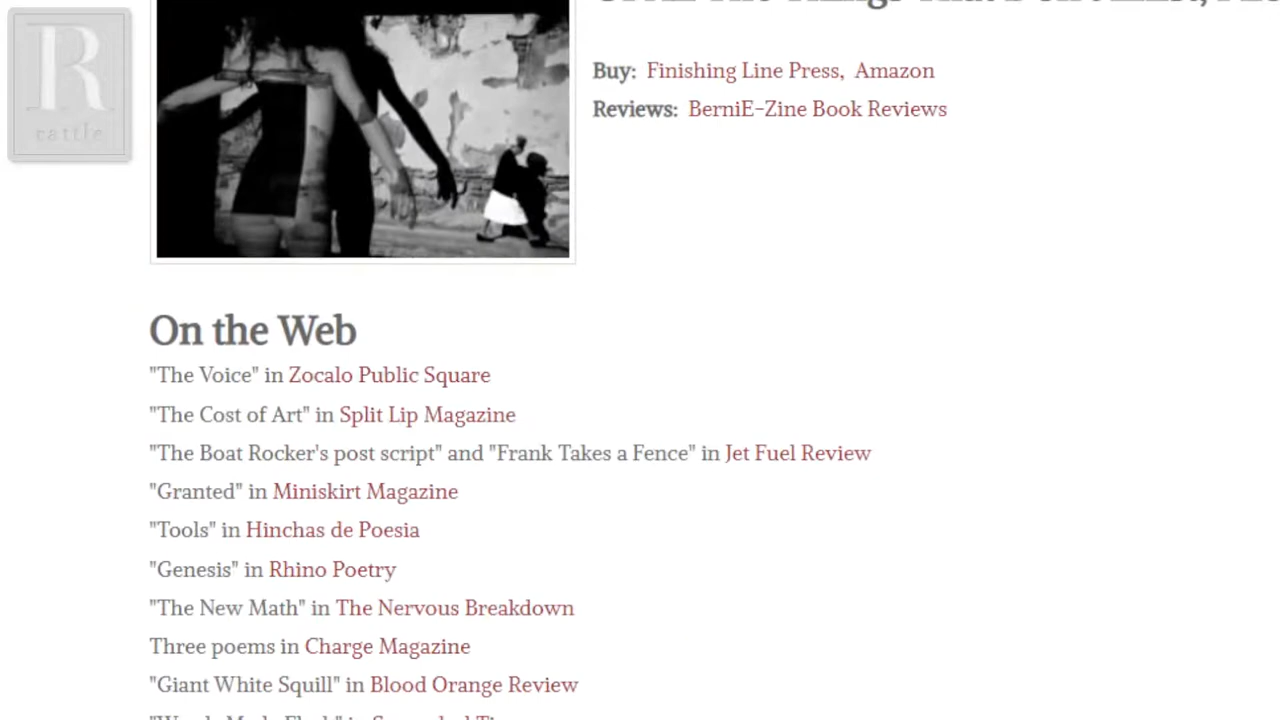 R
rattle
Buy: Finishing Line Press, Amazon
Reviews: BerniE-Zine Book Reviews
On the Web
"The Voice" in Zocalo Public Square
"The Cost of Art" in Split Lip Magazine
"The Boat Rocker's post script" and "Frank Takes a Fence" in Jet Fuel Review
"Granted" in Miniskirt Magazine
"Tools" in Hinchas de Poesia
"Genesis" in Rhino Poetry
"The New Math" in The Nervous Breakdown
Three poems in Charge Magazine
"Giant White Squill" in Blood Orange Review